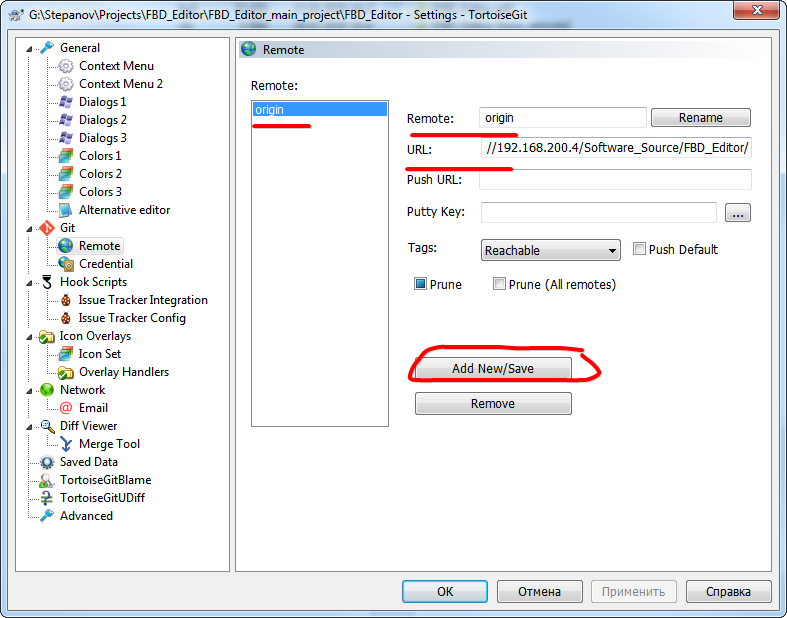 G:\Stepanov\Projects\FBD_Editor\FBD_Editor_main_project\FBD_Editor - Settings - TortoiseGit
General
Context Menu
Context Menu 2
Dialogs 1
Dialogs 2
Dialogs 3
Colors 1
Colors 2
Colors 3
Alternative editor
Git
Remote
Credential
Hook Scripts
Issue Tracker Integration
Issue Tracker Config
Icon Overlays
Icon Set
Overlay Handlers
Network
Email
Diff Viewer
Merge Tool
Saved Data
TortoiseGitBlame
TortoiseGitUDiff
Advanced
Remote
Remote:
origin
Remote: origin Rename
URL: //192.168.200.4/Software_Source/FBD_Editor/
Push URL:
Putty Key: ...
Tags: Reachable Push Default
Prune Prune (All remotes)
Add New/Save
Remove
OK Отмена Применить Справка